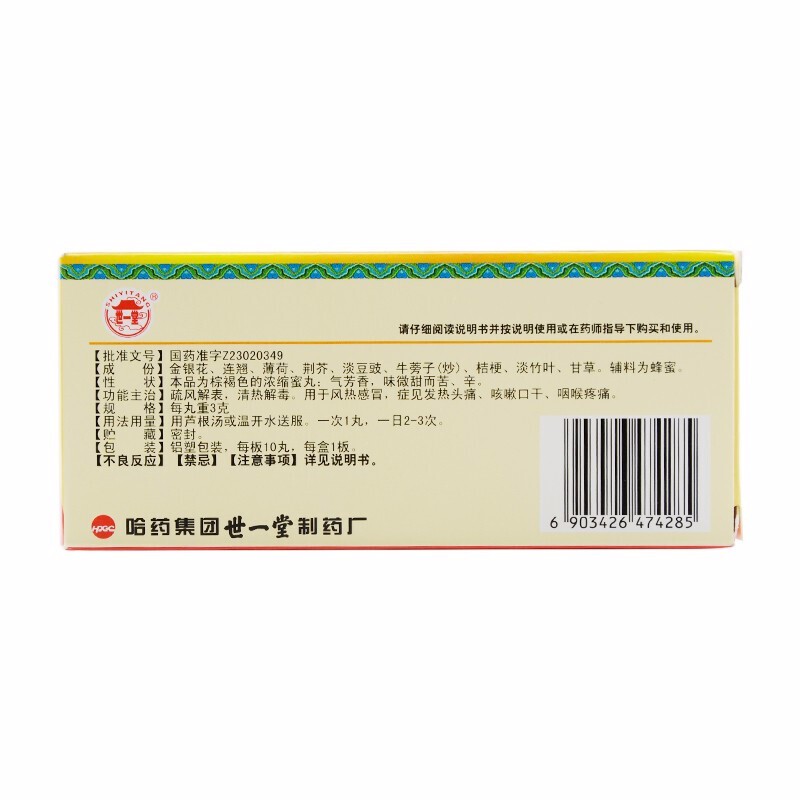 SHIYITANG
®
世一堂
请仔细阅读说明书并按说明使用或在药师指导下购买和使用。
【批准文号】国药准字Z23020349
【成　　份】金银花、连翘、薄荷、荆芥、淡豆豉、牛蒡子(炒)、桔梗、淡竹叶、甘草。辅料为蜂蜜。
【性　　状】本品为棕褐色的浓缩蜜丸；气芳香，味微甜而苦、辛。
【功能主治】疏风解表，清热解毒。用于风热感冒，症见发热头痛、咳嗽口干、咽喉疼痛。
【规　　格】每丸重3克
【用法用量】用芦根汤或温开水送服。一次1丸，一日2-3次。
【贮　　藏】密封。
【包　　装】铝塑包装，每板10丸，每盒1板。
【不良反应】【禁忌】【注意事项】详见说明书。
HPGC 哈药集团世一堂制药厂
6 903426 474285